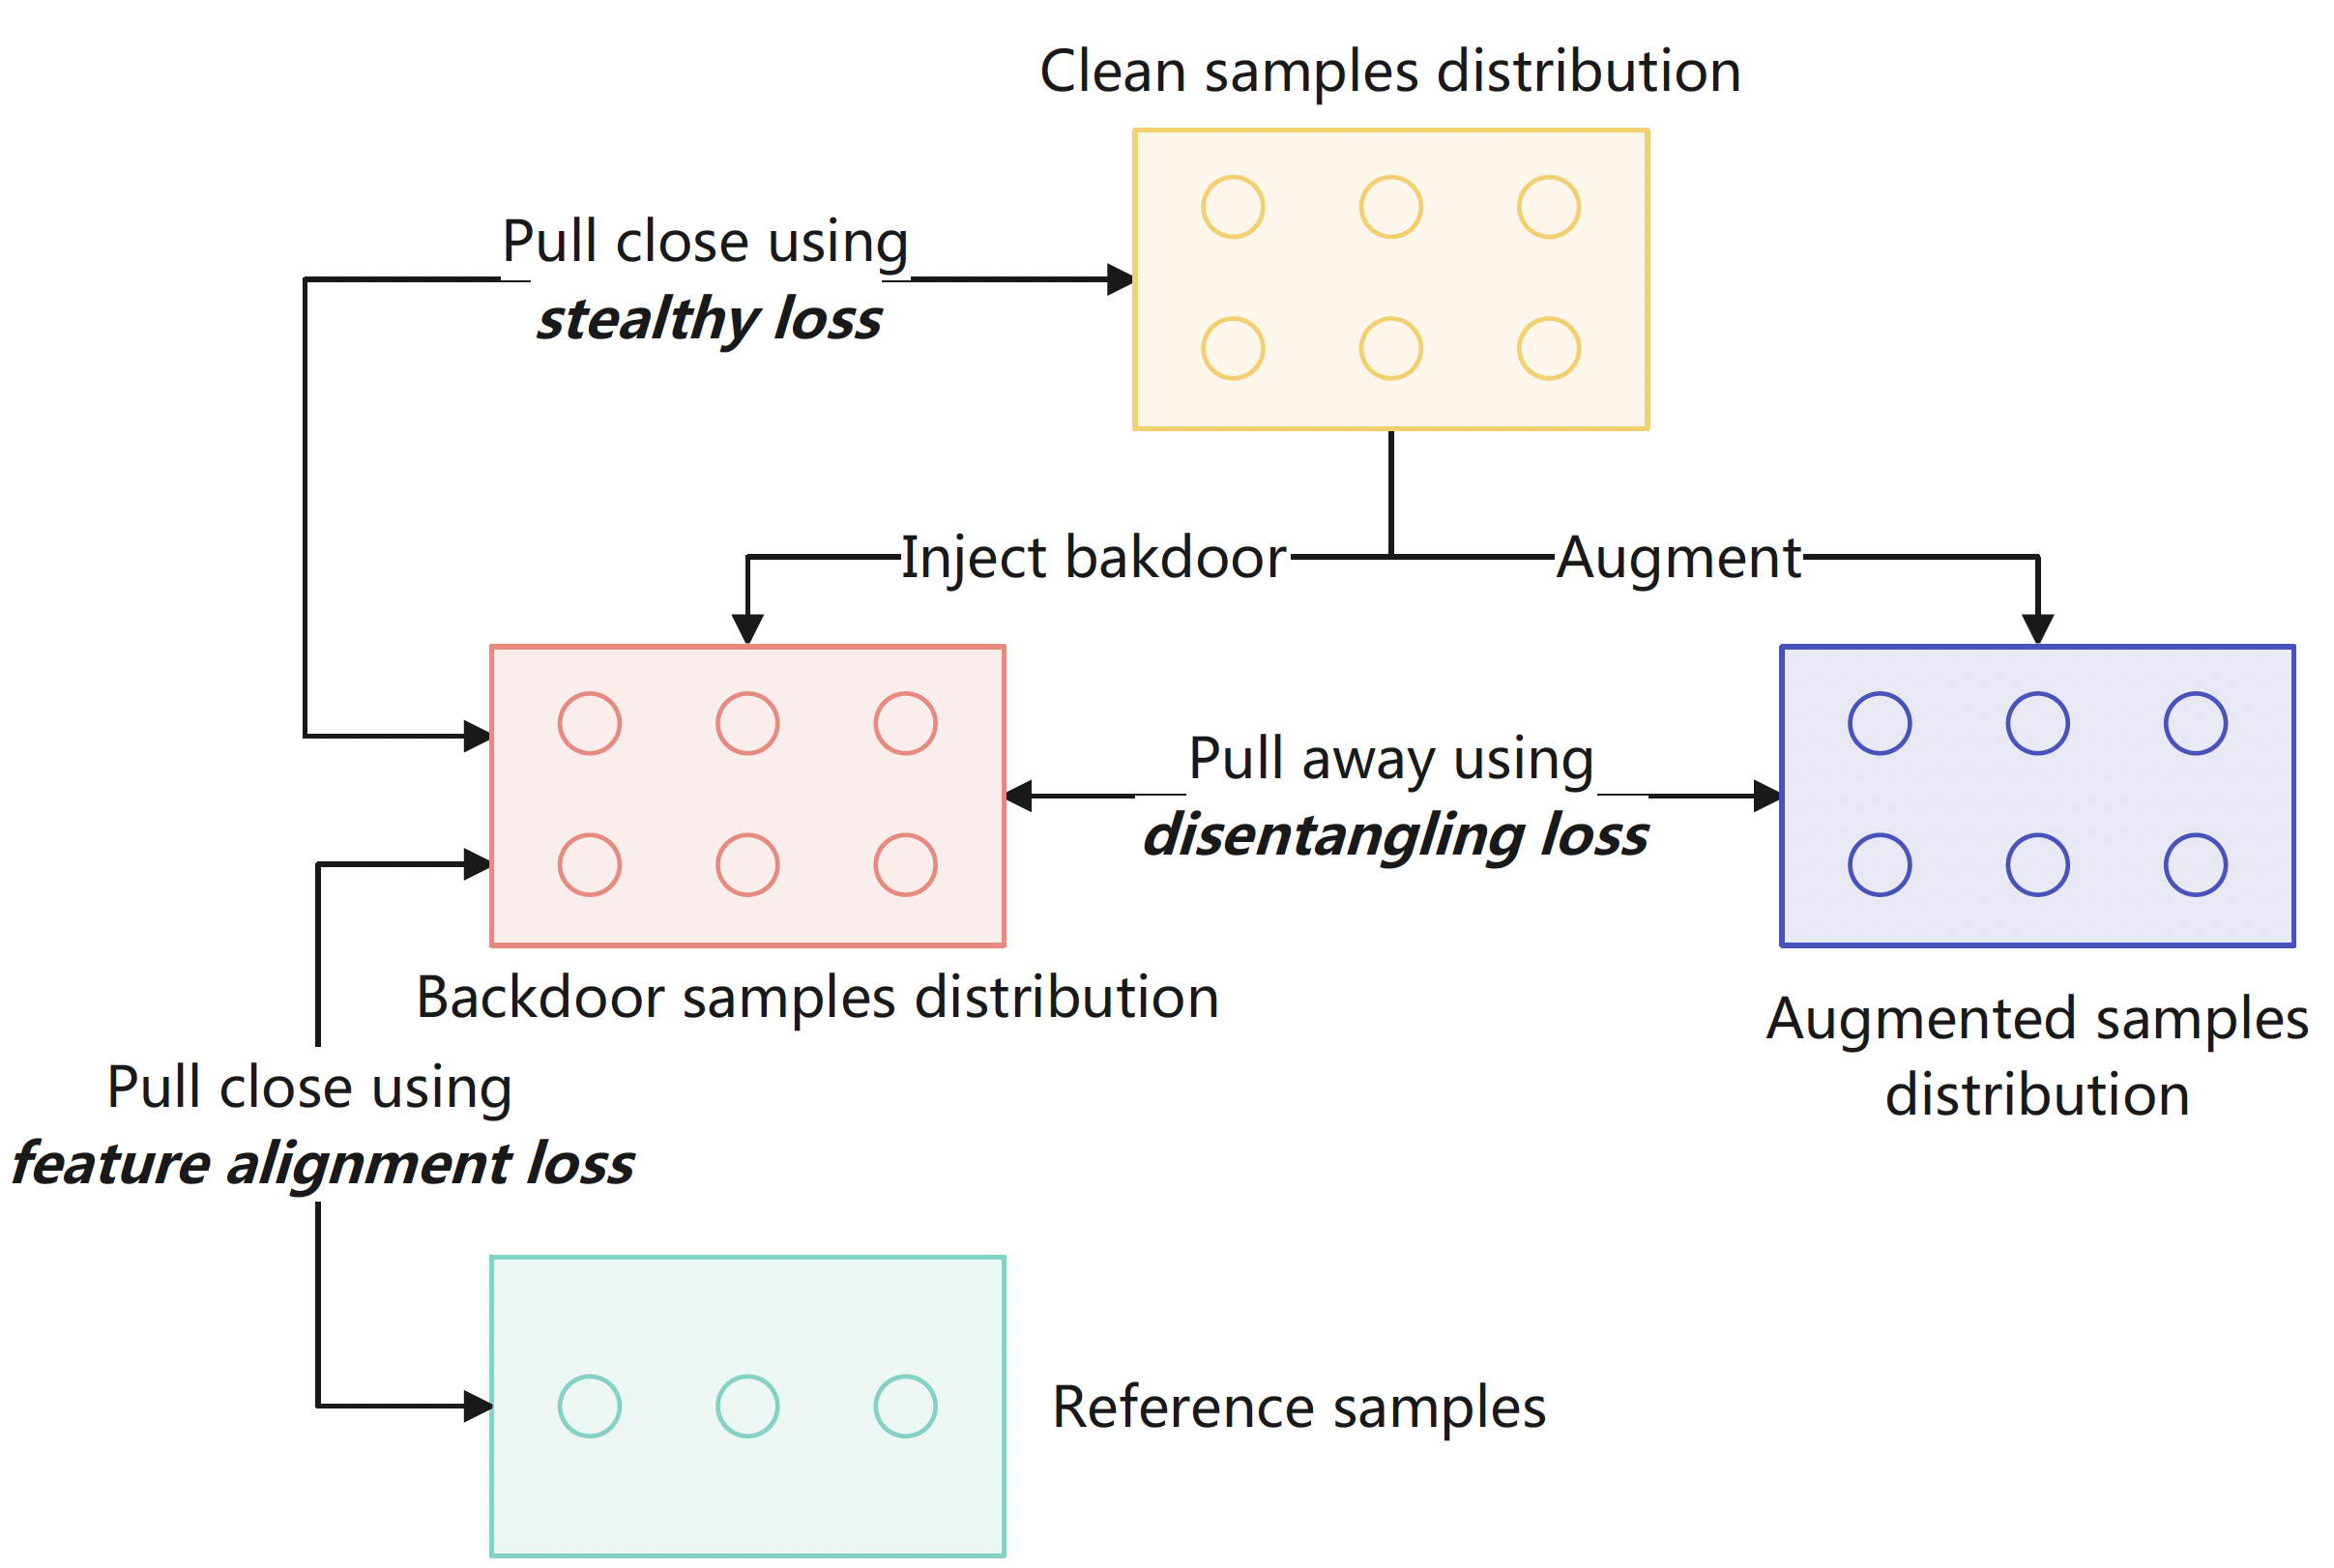 Clean samples distribution
Pull close using
stealthy loss
Inject bakdoor
Augment
Pull away using
disentangling loss
Backdoor samples distribution
Augmented samples
distribution
Pull close using
feature alignment loss
Reference samples